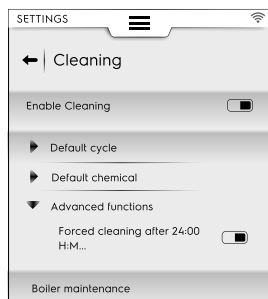 SETTINGS
Cleaning
Enable Cleaning
Default cycle
Default chemical
Advanced functions
Forced cleaning after 24:00
H:M...
Boiler maintenance